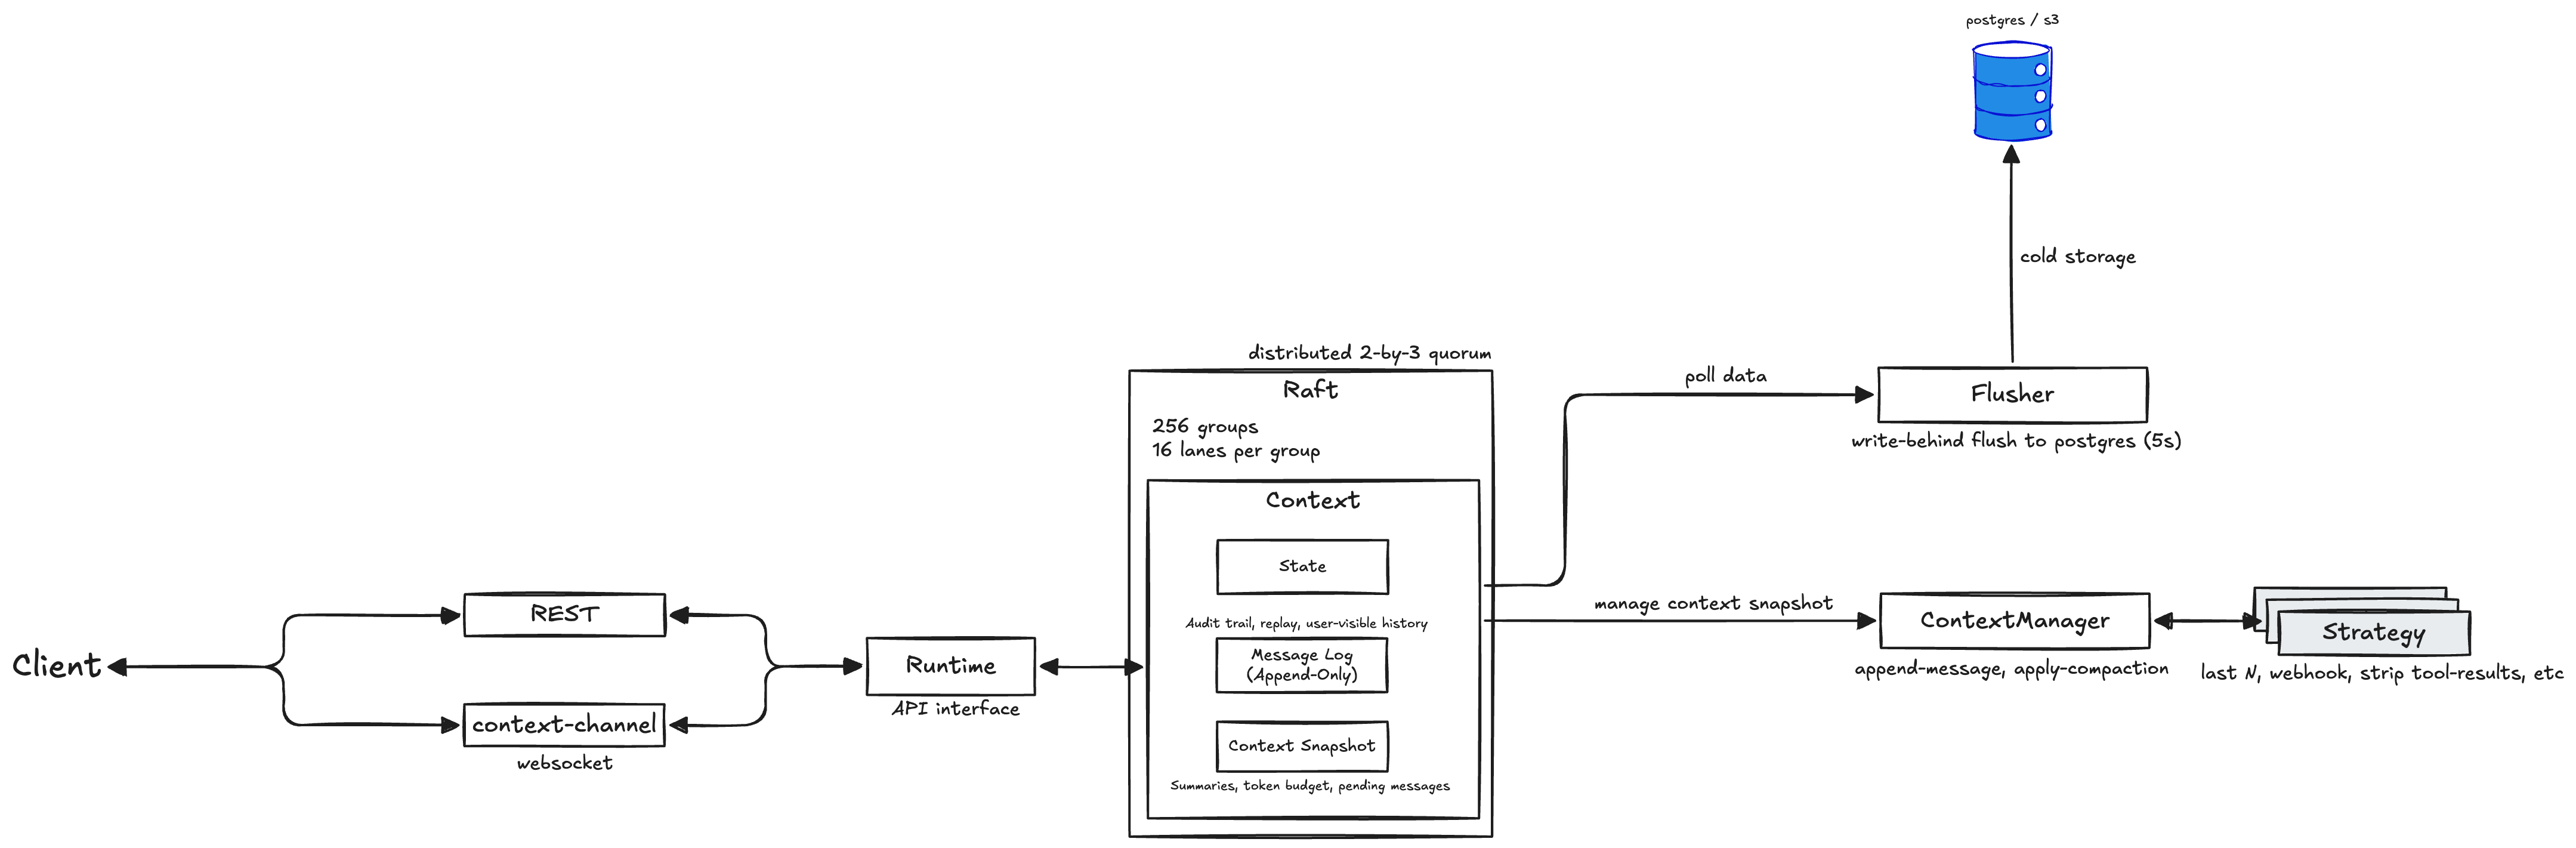 postgres / s3
cold storage
distributed 2-by-3 quorum
Raft
256 groups
16 lanes per group
poll data
Flusher
write-behind flush to postgres (5s)
Context
State
Audit trail, replay, user-visible history
Message Log
(Append-Only)
Context Snapshot
Summaries, token budget, pending messages
manage context snapshot
ContextManager
append-message, apply-compaction
Strategy
last N, webhook, strip tool-results, etc
Client
REST
context-channel
websocket
Runtime
API interface